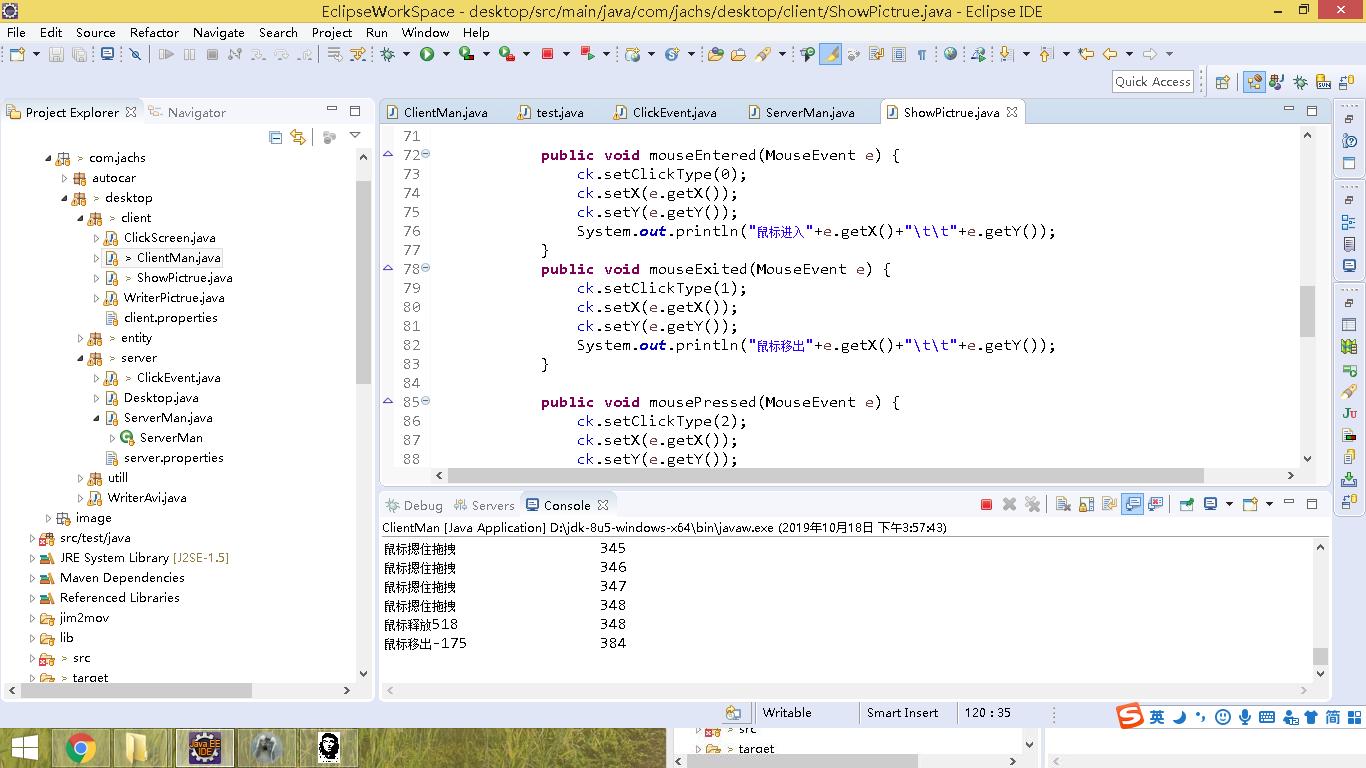 EclipseWorkSpace - desktop/src/main/java/com/jachs/desktop/client/ShowPictrue.java - Eclipse IDE
File Edit Source Refactor Navigate Search Project Run Window Help
Quick Access
Project Explorer
Navigator
> com.jachs
autocar
> desktop
> client
ClickScreen.java
> ClientMan.java
> ShowPictrue.java
WriterPictrue.java
client.properties
> entity
> server
> ClickEvent.java
Desktop.java
ServerMan.java
ServerMan
server.properties
utill
WriterAvi.java
image
src/test/java
JRE System Library [J2SE-1.5]
Maven Dependencies
Referenced Libraries
jim2mov
lib
> src
> target
ClientMan.java test.java ClickEvent.java ServerMan.java ShowPictrue.java
71
72 public void mouseEntered(MouseEvent e) {
73 ck.setClickType(0);
74 ck.setX(e.getX());
75 ck.setY(e.getY());
76 System.out.println("鼠标进入"+e.getX()+"\t\t"+e.getY());
77 }
78 public void mouseExited(MouseEvent e) {
79 ck.setClickType(1);
80 ck.setX(e.getX());
81 ck.setY(e.getY());
82 System.out.println("鼠标移出"+e.getX()+"\t\t"+e.getY());
83 }
84
85 public void mousePressed(MouseEvent e) {
86 ck.setClickType(2);
87 ck.setX(e.getX());
88 ck.setY(e.getY());
Debug Servers Console
ClientMan [Java Application] D:\jdk-8u5-windows-x64\bin\javaw.exe (2019年10月18日 下午3:57:43)
鼠标摁住拖拽 345
鼠标摁住拖拽 346
鼠标摁住拖拽 347
鼠标摁住拖拽 348
鼠标释放518 348
鼠标移出-175 384
Writable Smart Insert 120 : 35
英 简
Java EE
IDE
> src
> target